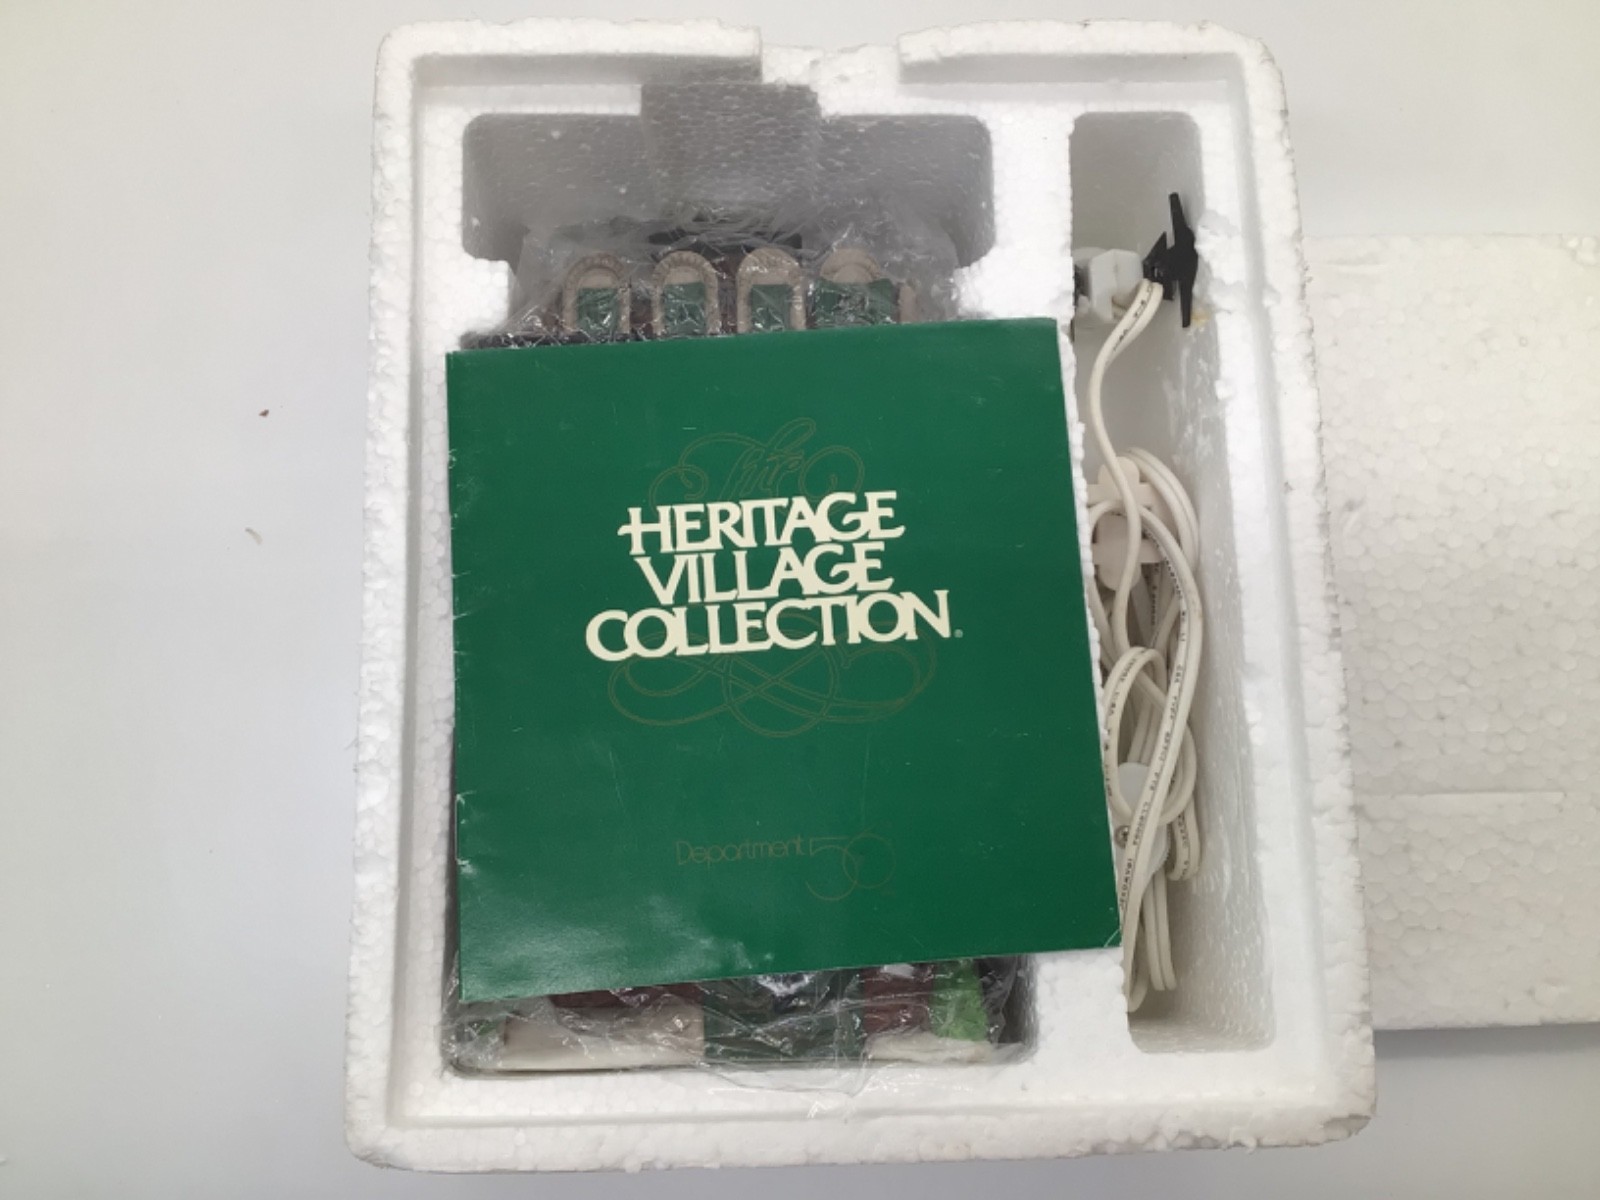 The
HERITAGE
VILLAGE
COLLECTION®
Department 56